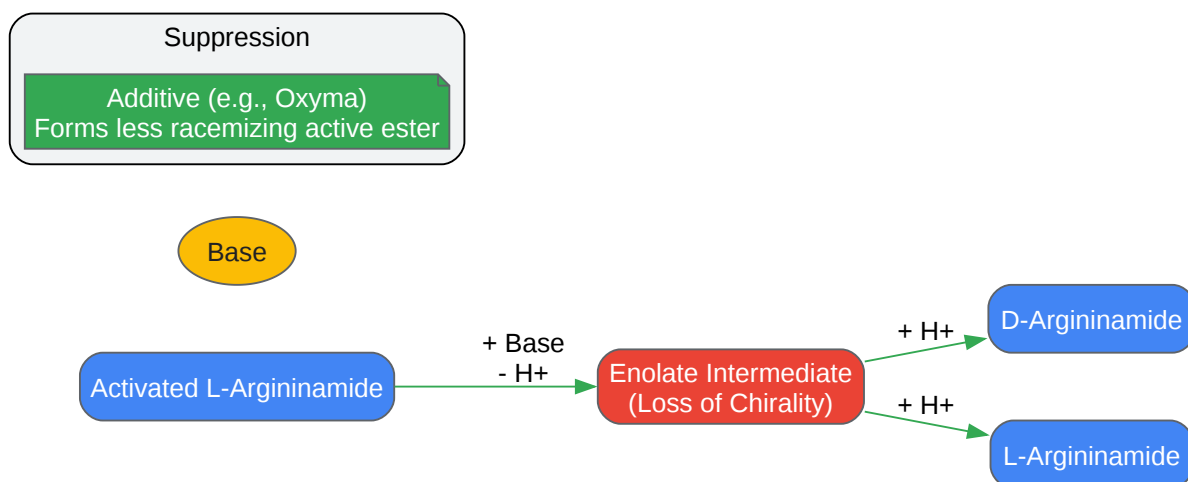 Suppression
Additive (e.g., Oxyma)
Forms less racemizing active ester
Base
Activated L-Argininamide
+ Base
- H+
Enolate Intermediate
(Loss of Chirality)
+ H+
D-Argininamide
+ H+
L-Argininamide